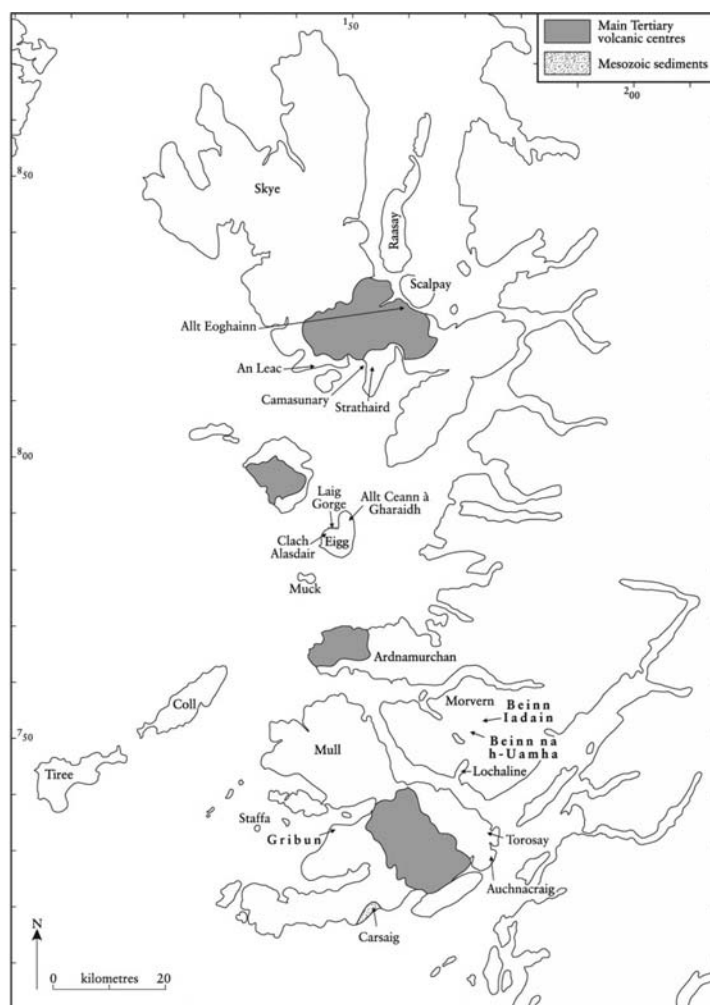 ¹50
Main Tertiary
volcanic centres
Mesozoic sediments
²00
⁸50
Skye
Raasay
Scalpay
Allt Eoghainn
An Leac
Camasunary
Strathaird
⁸00
Laig
Gorge
Allt Ceann à
Gharaidh
Clach
Alasdair
Eigg
Muck
Ardnamurchan
Coll
Morvern
Beinn
Iadain
⁷50
Mull
Beinn na
h-Uamha
Tiree
Lochaline
Staffa
Gribun
Torosay
Auchnacraig
Carsaig
N
0 kilometres 20